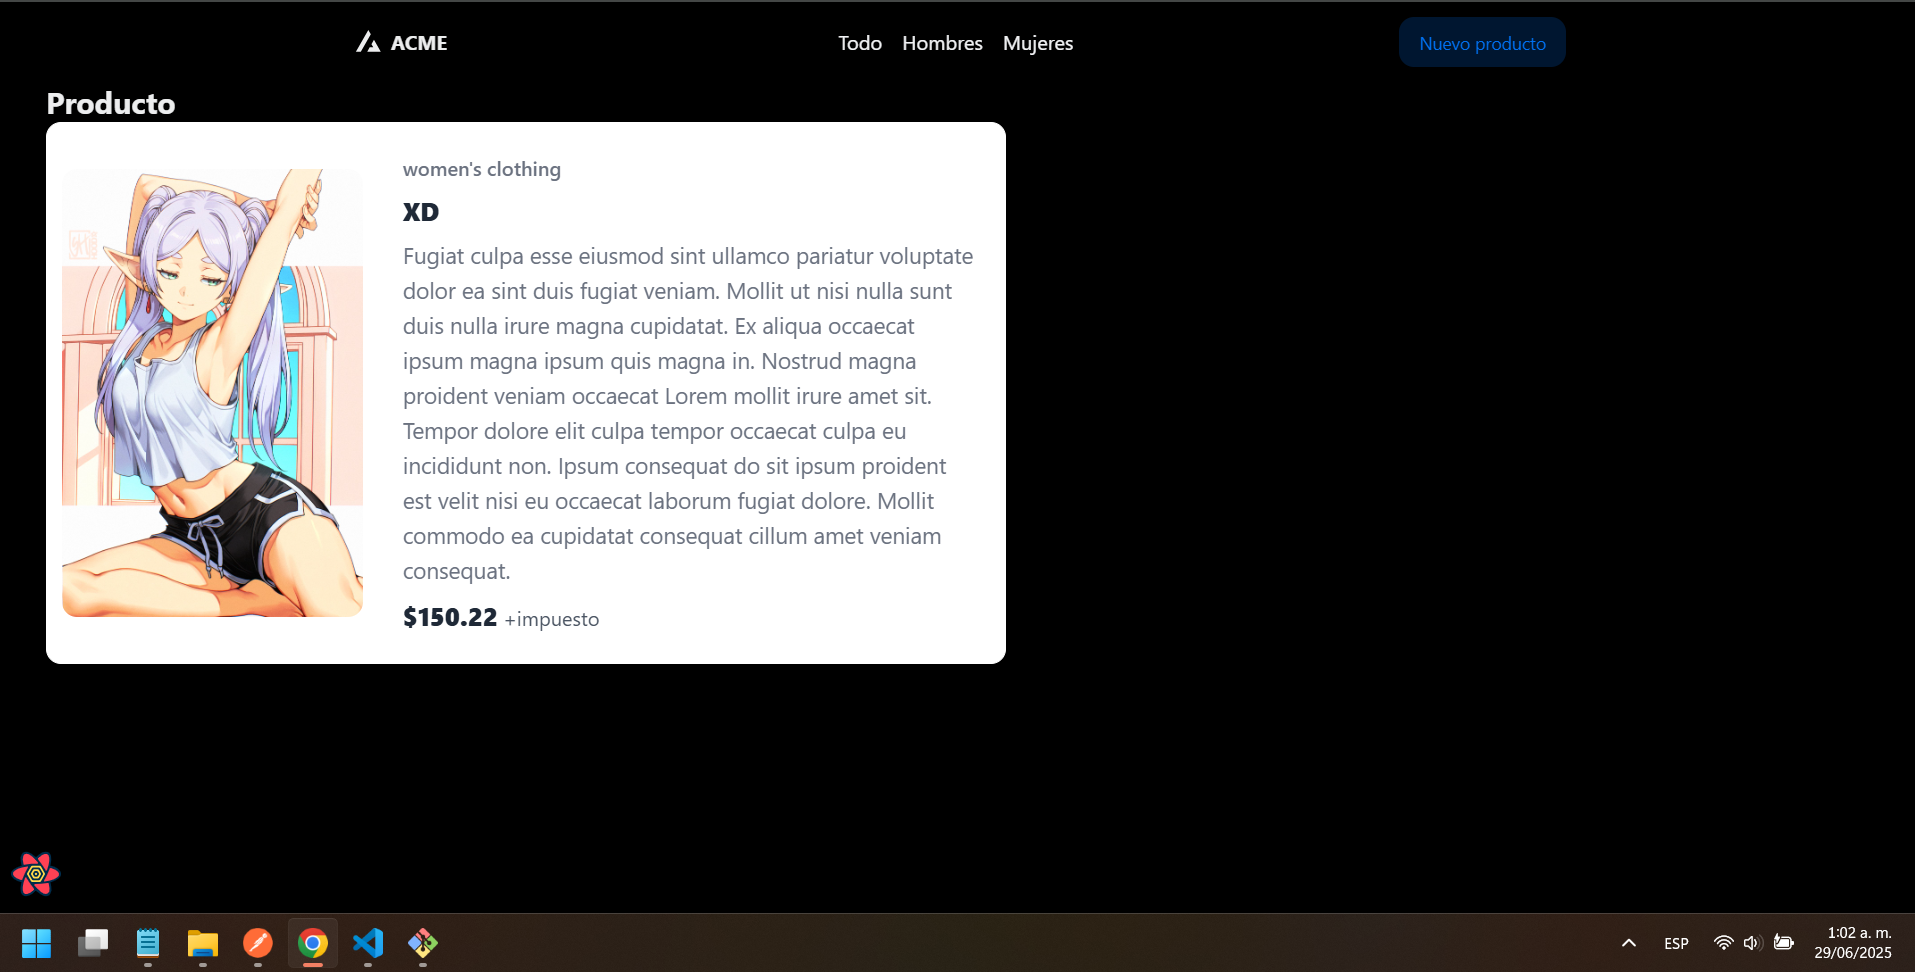 ACME
Todo Hombres Mujeres
Nuevo producto
Producto
women's clothing
XD
Fugiat culpa esse eiusmod sint ullamco pariatur voluptate
dolor ea sint duis fugiat veniam. Mollit ut nisi nulla sunt
duis nulla irure magna cupidatat. Ex aliqua occaecat
ipsum magna ipsum quis magna in. Nostrud magna
proident veniam occaecat Lorem mollit irure amet sit.
Tempor dolore elit culpa tempor occaecat culpa eu
incididunt non. Ipsum consequat do sit ipsum proident
est velit nisi eu occaecat laborum fugiat dolore. Mollit
commodo ea cupidatat consequat cillum amet veniam
consequat.
$150.22 +impuesto
ESP
1:02 a. m.
29/06/2025